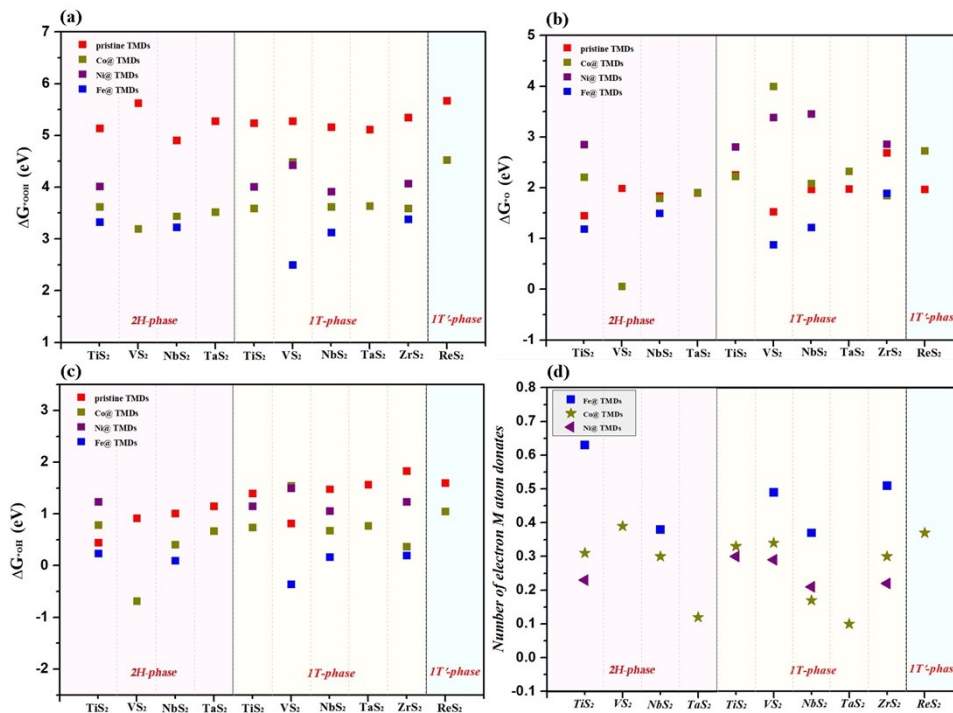 (a)
ΔG*OOH (eV)
7
6
5
4
3
2
1
pristine TMDs
Co@ TMDs
Ni@ TMDs
Fe@ TMDs
2H-phase
1T-phase
1T'-phase
TiS₂ VS₂ NbS₂ TaS₂ TiS₂ VS₂ NbS₂ TaS₂ ZrS₂ ReS₂
(b)
ΔG*O (eV)
5
4
3
2
1
0
-1
pristine TMDs
Co@ TMDs
Ni@ TMDs
Fe@ TMDs
2H-phase
1T-phase
1T'-phase
TiS₂ VS₂ NbS₂ TaS₂ TiS₂ VS₂ NbS₂ TaS₂ ZrS₂ ReS₂
(c)
ΔG*OH (eV)
3
2
1
0
-1
-2
pristine TMDs
Co@ TMDs
Ni@ TMDs
Fe@ TMDs
2H-phase
1T-phase
1T'-phase
TiS₂ VS₂ NbS₂ TaS₂ TiS₂ VS₂ NbS₂ TaS₂ ZrS₂ ReS₂
(d)
Number of electron M atom donates
0.8
0.7
0.6
0.5
0.4
0.3
0.2
0.1
0.0
-0.1
Fe@ TMDs
Co@ TMDs
Ni@ TMDs
2H-phase
1T-phase
1T'-phase
TiS₂ VS₂ NbS₂ TaS₂ TiS₂ VS₂ NbS₂ TaS₂ ZrS₂ ReS₂